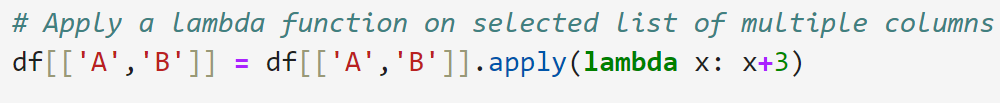 # Apply a lambda function on selected list of multiple columns
df[['A','B']] = df[['A','B']].apply(lambda x: x+3)